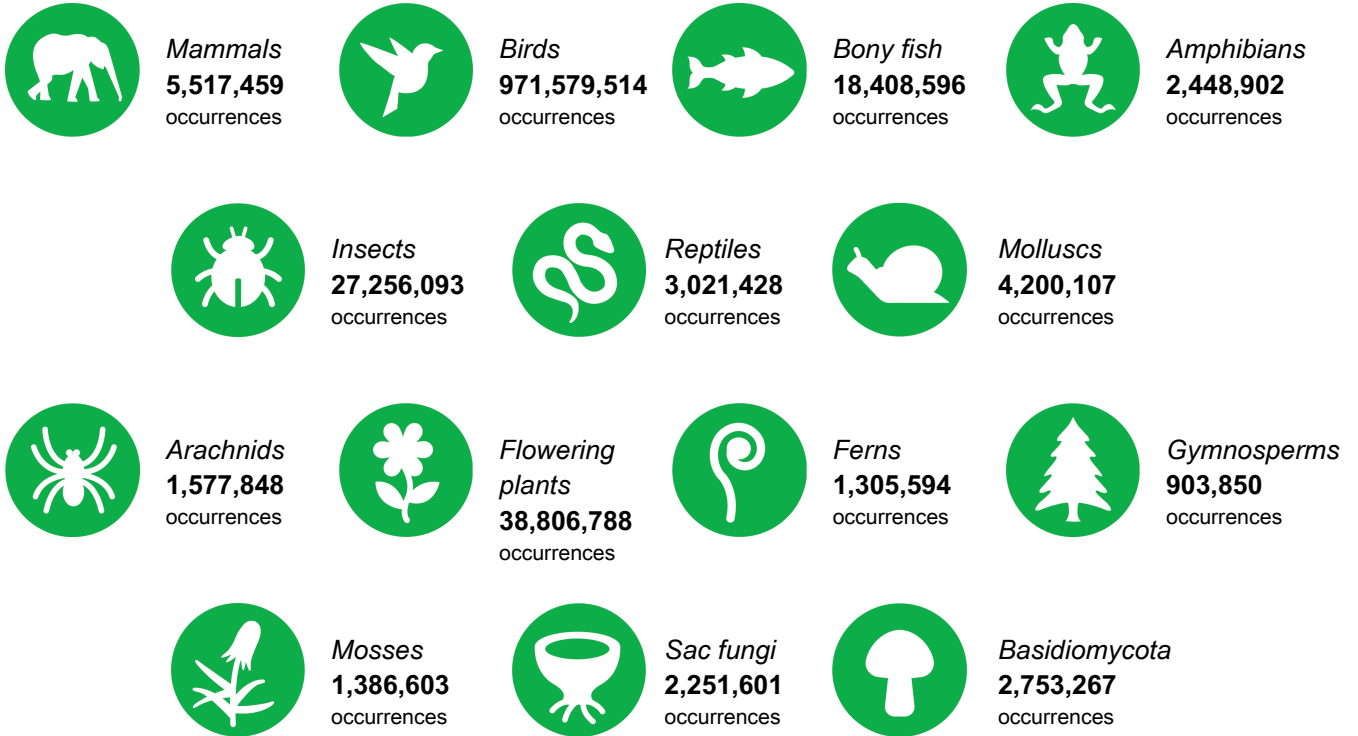 Mammals
5,517,459
occurrences
Birds
971,579,514
occurrences
Bony fish
18,408,596
occurrences
Amphibians
2,448,902
occurrences
Insects
27,256,093
occurrences
Reptiles
3,021,428
occurrences
Molluscs
4,200,107
occurrences
Arachnids
1,577,848
occurrences
Flowering
plants
38,806,788
occurrences
Ferns
1,305,594
occurrences
Gymnosperms
903,850
occurrences
Mosses
1,386,603
occurrences
Sac fungi
2,251,601
occurrences
Basidiomycota
2,753,267
occurrences